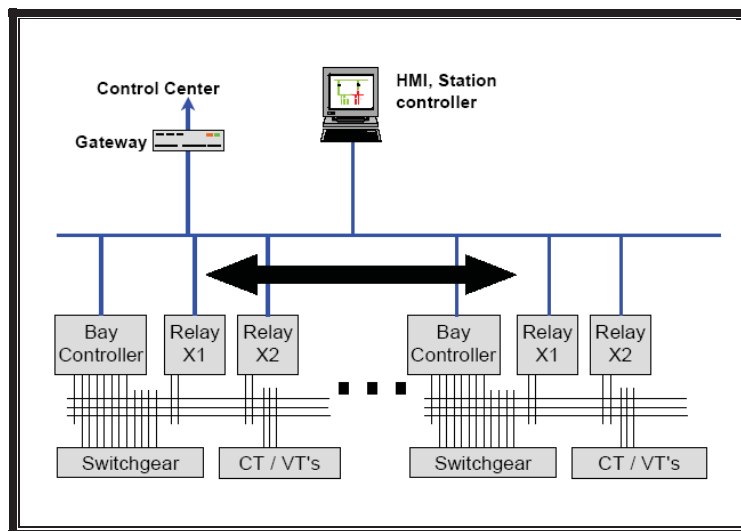 Control Center
HMI, Station
controller
Gateway
Bay
Controller
Relay
X1
Relay
X2
Bay
Controller
Relay
X1
Relay
X2
Switchgear
CT / VT's
Switchgear
CT / VT's